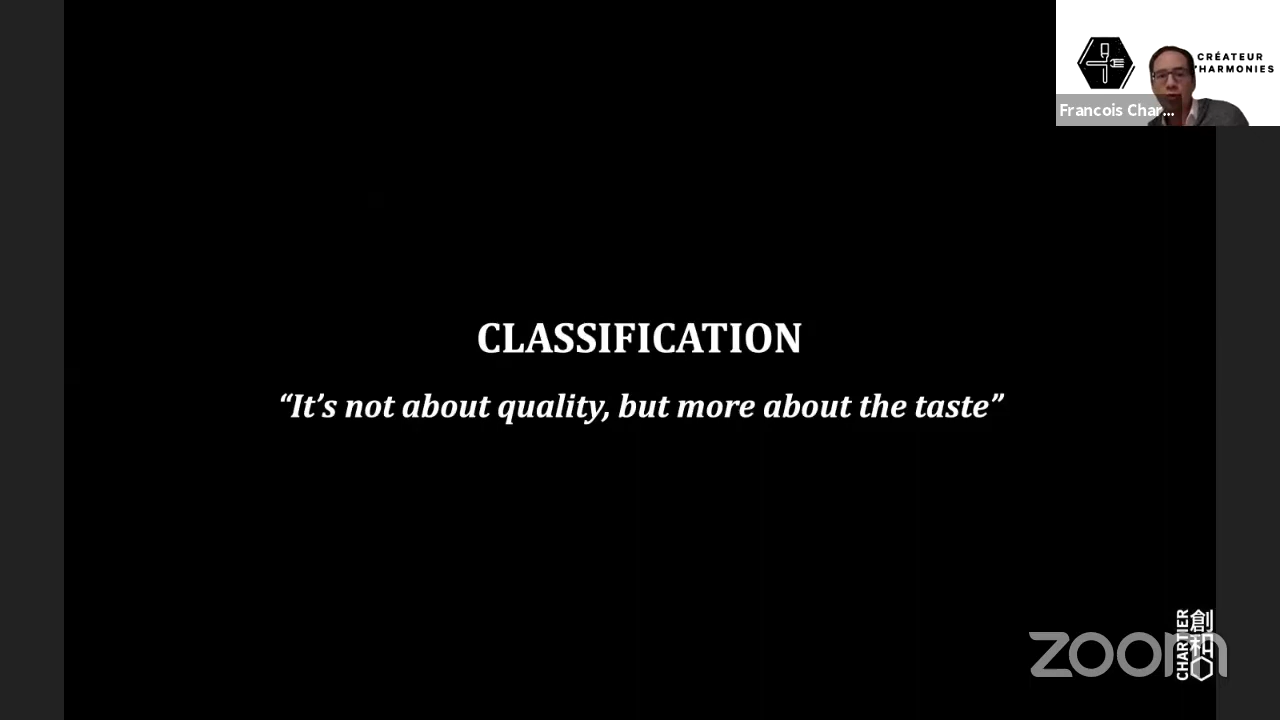 CRÉATEUR
D'HARMONIES
Francois Char...
CLASSIFICATION
“It’s not about quality, but more about the taste”
CHARTIER
創和
zoom